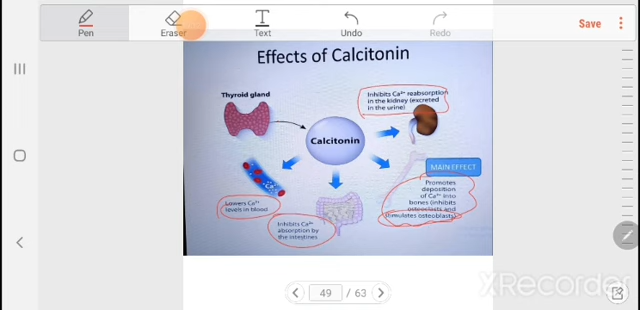 Pen
Eraser
Text
Undo
Redo
Save
Effects of Calcitonin
Thyroid gland
Inhibits Ca²⁺ reabsorption
in the kidney (excreted
in the urine)
Calcitonin
MAIN EFFECT
Promotes
deposition
of Ca²⁺ into
bones (inhibits
osteoclasts and
stimulates osteoblasts)
Ca²⁺
Lowers Ca²⁺
levels in blood
Inhibits Ca²⁺
absorption by
the intestines
49 / 63
XRecorder